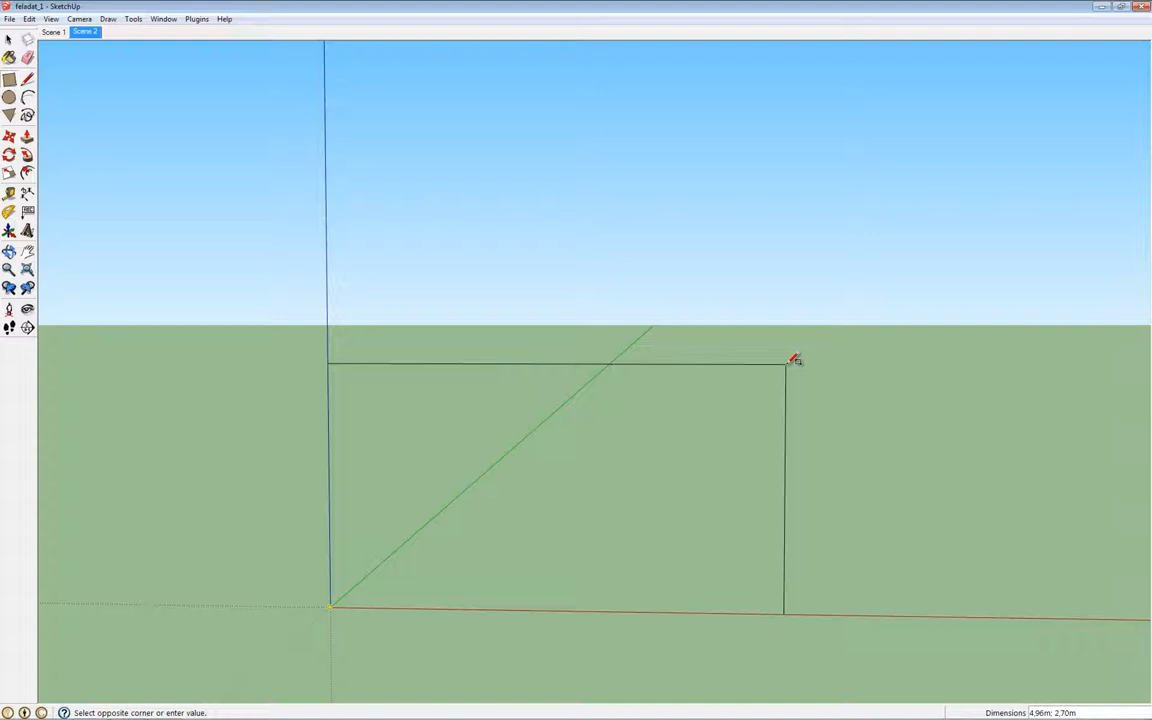 feladat_1 - SketchUp
File Edit View Camera Draw Tools Window Plugins Help
Scene 1 Scene 2
Select opposite corner or enter value. Dimensions 4,96m; 2,70m